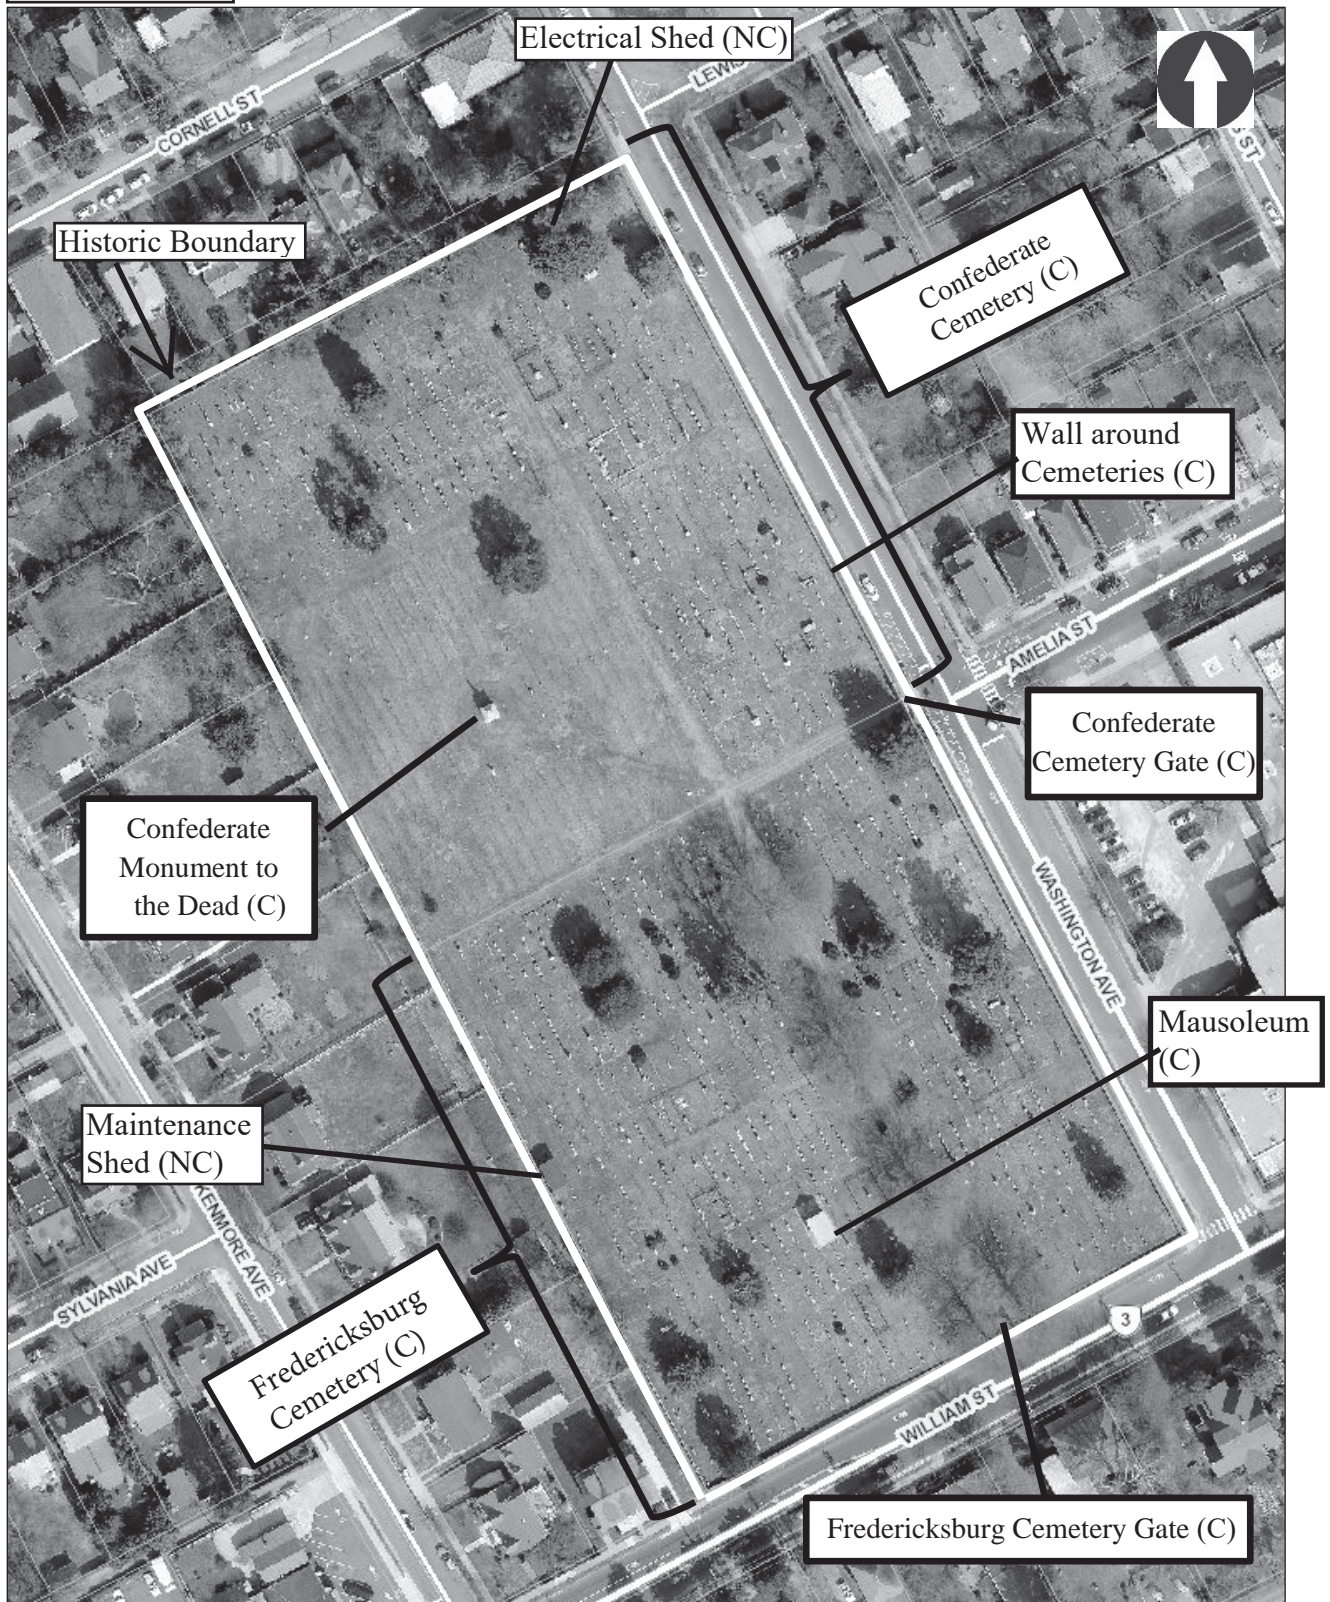 Electrical Shed (NC)
LEWIS
CORNELL ST
ST
Historic Boundary
Confederate
Cemetery (C)
Wall around
Cemeteries (C)
AMELIA ST
Confederate
Cemetery Gate (C)
Confederate
Monument to
the Dead (C)
WASHINGTON AVE
Mausoleum
(C)
Maintenance
Shed (NC)
KENMORE AVE
SYLVANIA AVE
Fredericksburg
Cemetery (C)
3
WILLIAM ST
Fredericksburg Cemetery Gate (C)